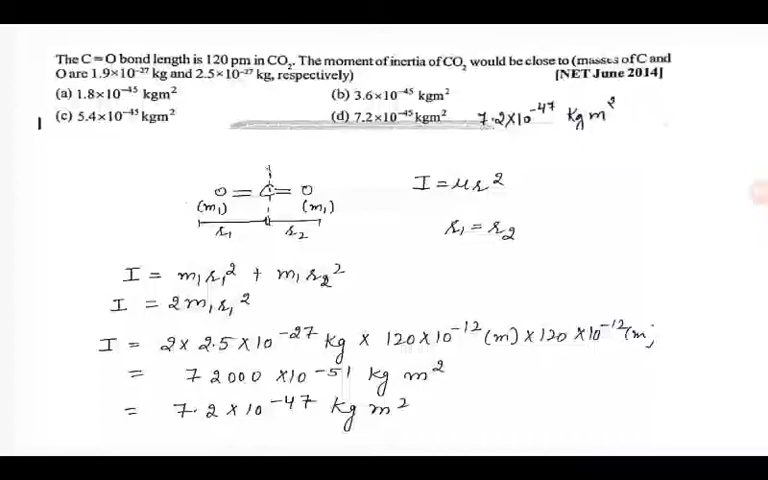 The C=O bond length is 120 pm in CO₂. The moment of inertia of CO₂ would be close to (masses of C and
O are 1.9×10⁻²⁷ kg and 2.5×10⁻²⁷ kg, respectively) [NET June 2014]
(a) 1.8×10⁻⁴⁵ kgm² (b) 3.6×10⁻⁴⁵ kgm²
(c) 5.4×10⁻⁴⁵ kgm² (d) 7.2×10⁻⁴⁵ kgm² 7.2×10⁻⁴⁷ kg m²
O = C = O I = μr²
(m₁) (m₁)
r₁ r₂ r₁ = r₂
I = m₁r₁² + m₁r₂²
I = 2m₁r₁²
I = 2 × 2.5 × 10⁻²⁷ kg × 120 × 10⁻¹² (m) × 120 × 10⁻¹² (m)
= 72000 × 10⁻⁵¹ kg m²
= 7.2 × 10⁻⁴⁷ kg m²